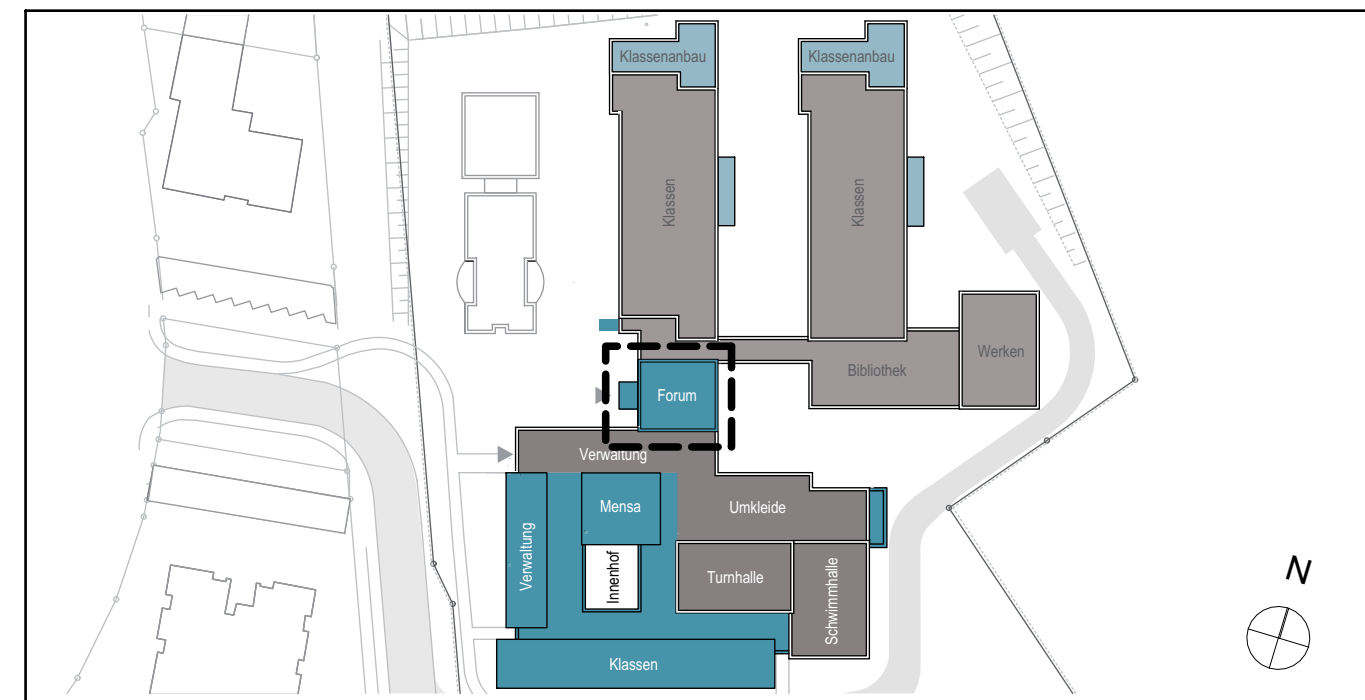 Klassenanbau
Klassenanbau
Klassen
Klassen
Werken
Bibliothek
Forum
Verwaltung
Mensa
Umkleide
Verwaltung
Innenhof
Turnhalle
Schwimmhalle
Klassen
N